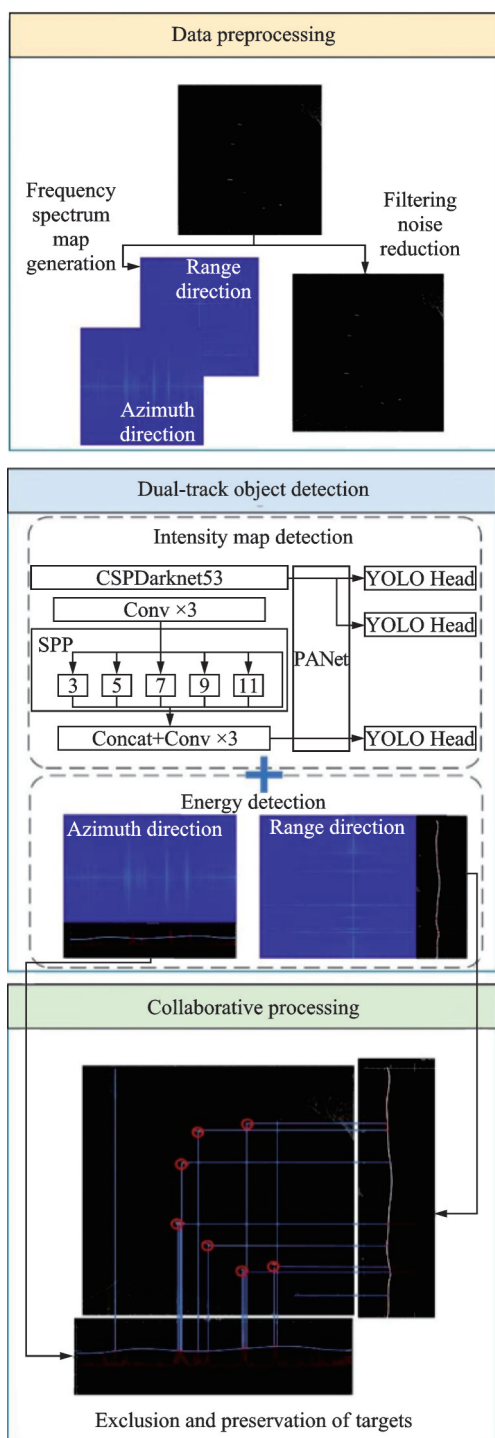 Data preprocessing
Frequency
spectrum
map
generation
Filtering
noise
reduction
Range
direction
Azimuth
direction
Dual-track object detection
Intensity map detection
CSPDarknet53
Conv ×3
SPP
3 5 7 9 11
Concat+Conv ×3
PANet
YOLO Head
YOLO Head
YOLO Head
Energy detection
Azimuth direction
Range direction
Collaborative processing
Exclusion and preservation of targets